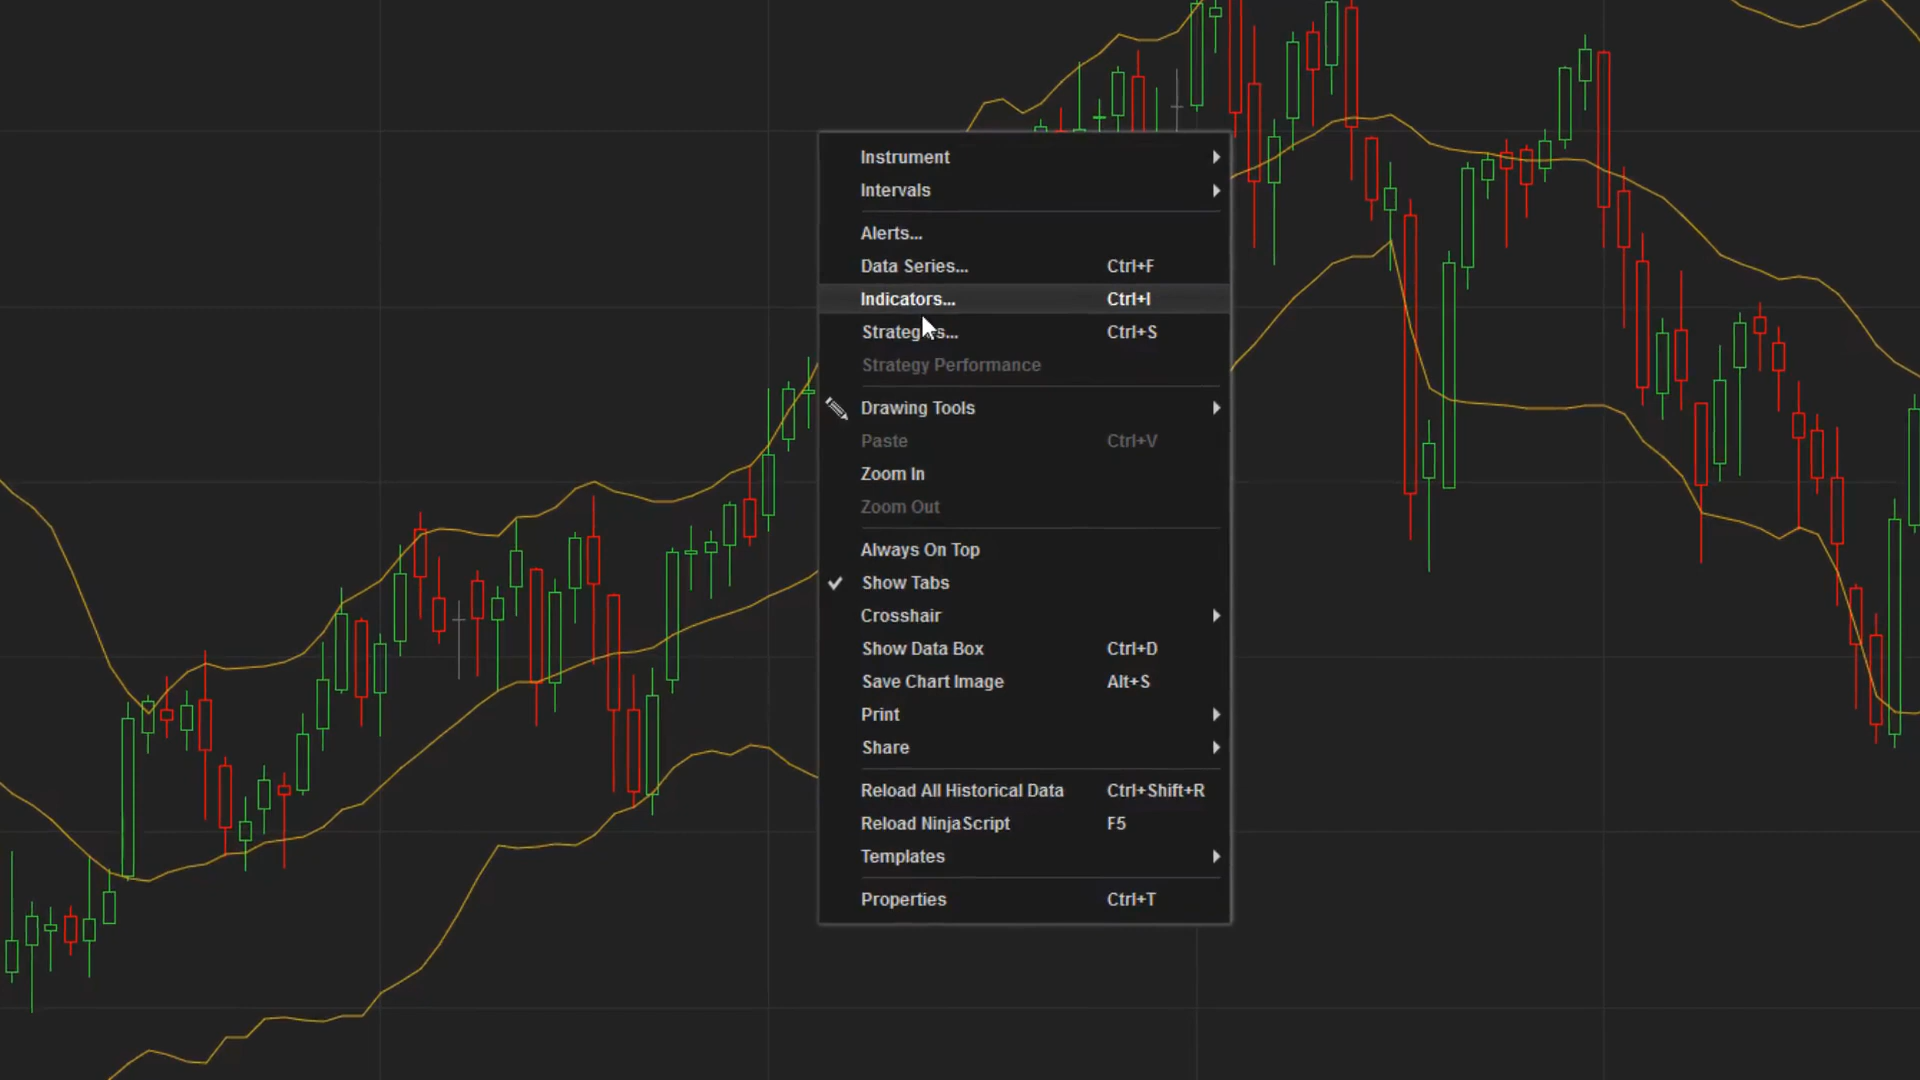 Instrument
Intervals
Alerts...
Data Series... Ctrl+F
Indicators... Ctrl+I
Strategies... Ctrl+S
Strategy Performance
Drawing Tools
Paste Ctrl+V
Zoom In
Zoom Out
Always On Top
Show Tabs
Crosshair
Show Data Box Ctrl+D
Save Chart Image Alt+S
Print
Share
Reload All Historical Data Ctrl+Shift+R
Reload NinjaScript F5
Templates
Properties Ctrl+T